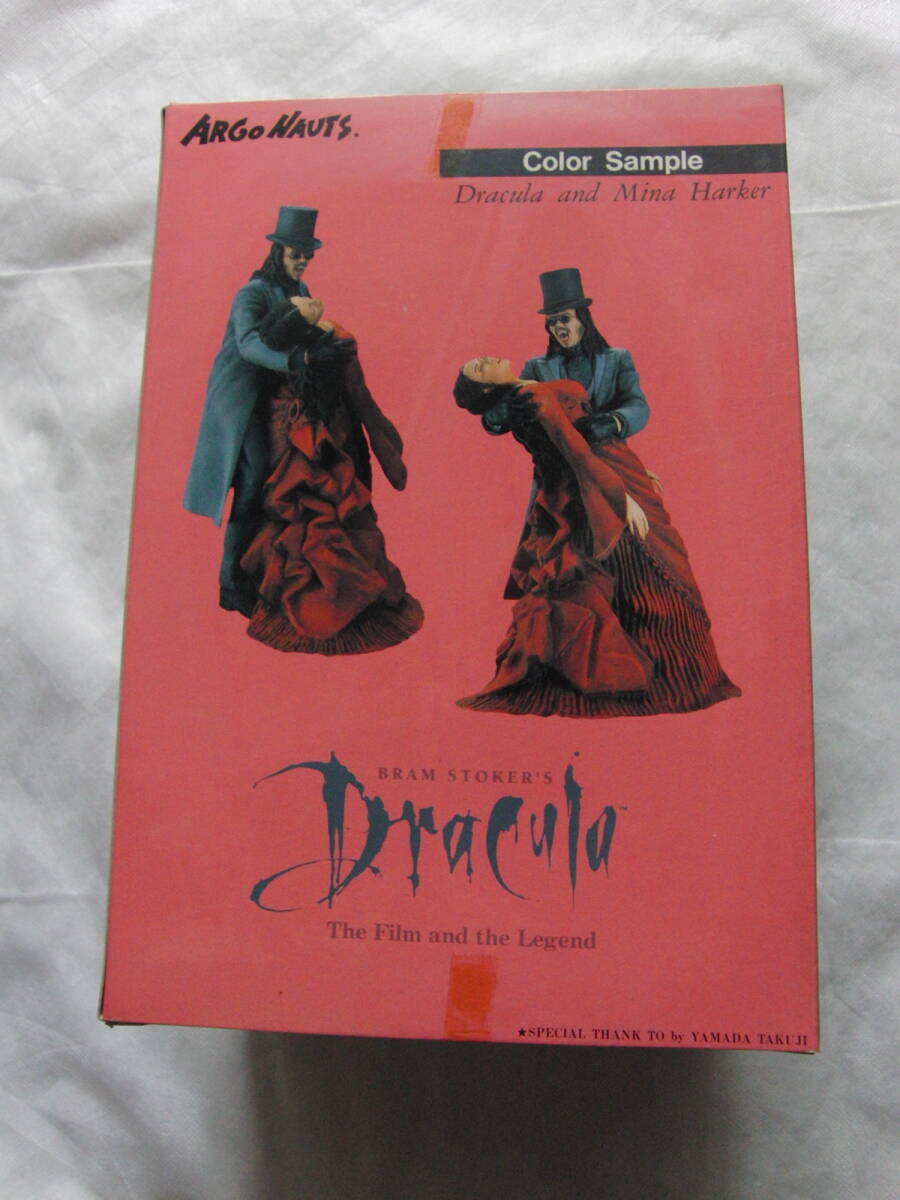 ARGO NAUTS.
Color Sample
Dracula and Mina Harker
BRAM STOKER'S
Dracula™
The Film and the Legend
★SPECIAL THANK TO by YAMADA TAKUJI